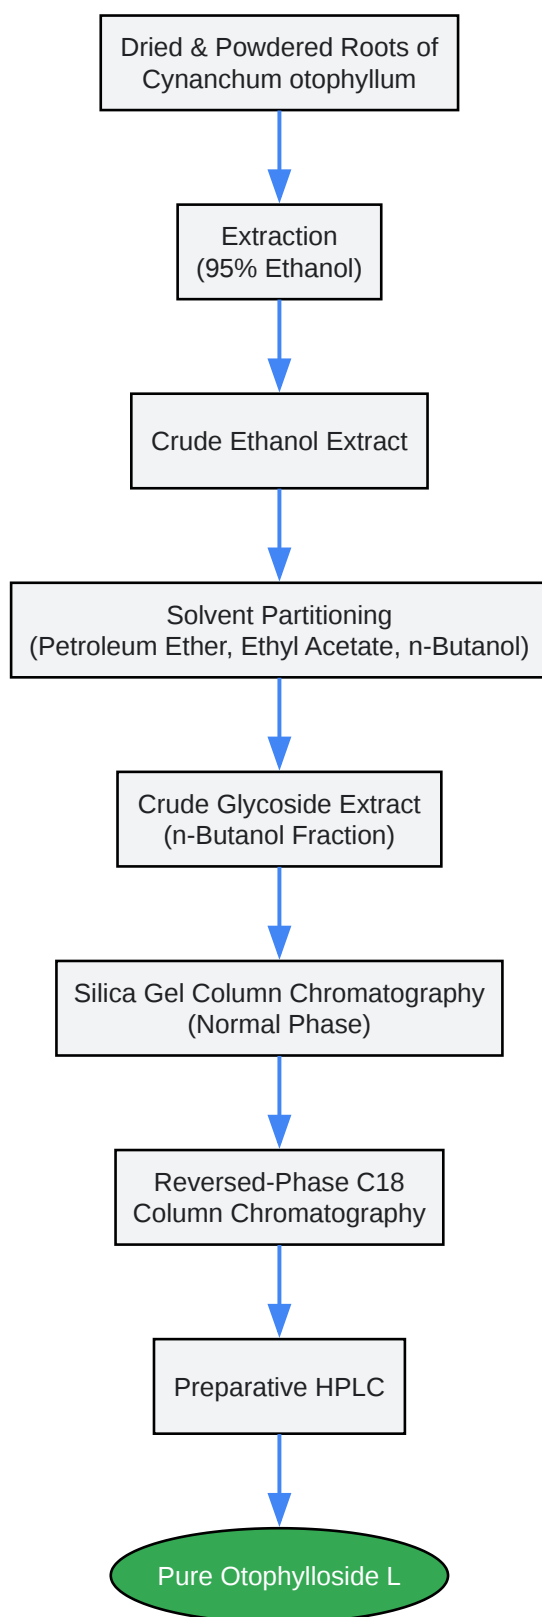 Dried & Powdered Roots of
Cynanchum otophyllum
Extraction
(95% Ethanol)
Crude Ethanol Extract
Solvent Partitioning
(Petroleum Ether, Ethyl Acetate, n-Butanol)
Crude Glycoside Extract
(n-Butanol Fraction)
Silica Gel Column Chromatography
(Normal Phase)
Reversed-Phase C18
Column Chromatography
Preparative HPLC
Pure Otophylloside L